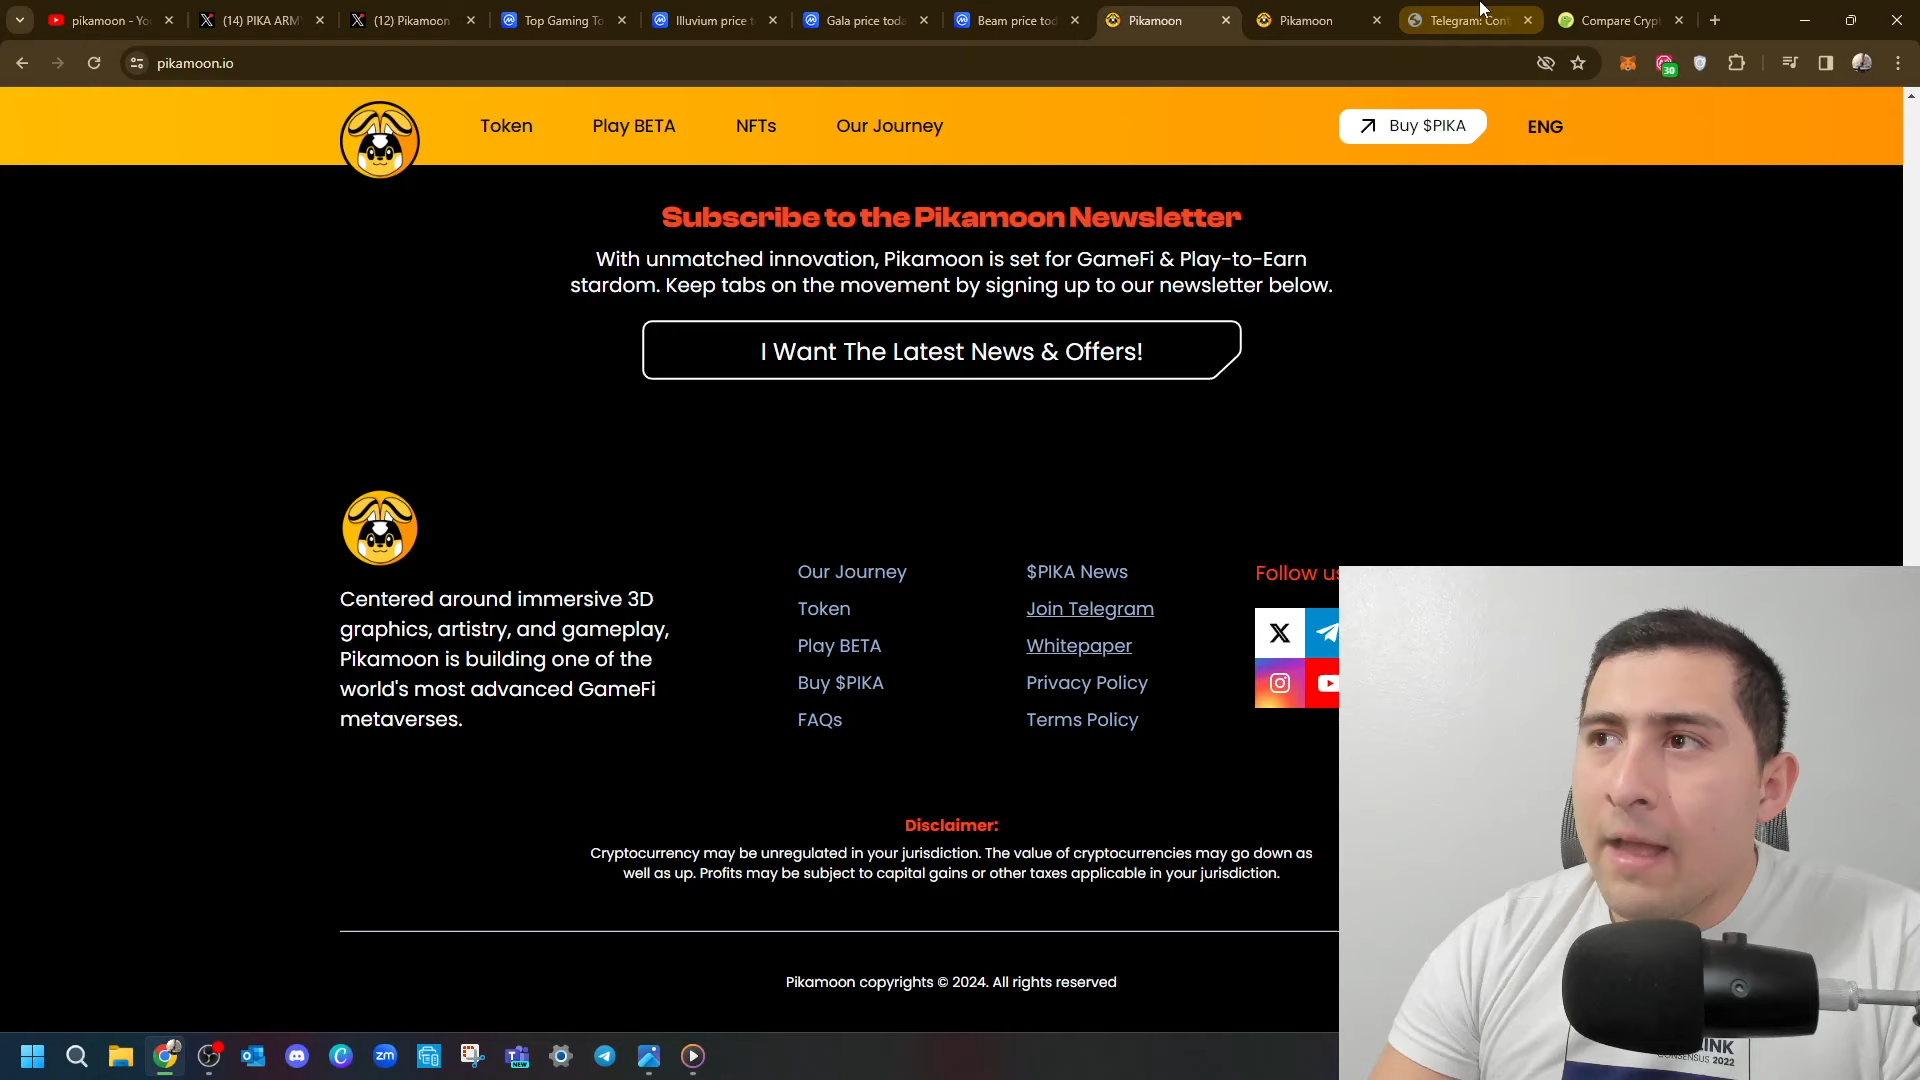 pikamoon - Yo
(14) PIKA ARM
(12) Pikamoon
Top Gaming To
Illuvium price t
Gala price toda
Beam price tod
Pikamoon
Pikamoon
Telegram: Cont
Compare Cryp
pikamoon.io
30
Token
Play BETA
NFTs
Our Journey
Buy $PIKA
ENG
Subscribe to the Pikamoon Newsletter
With unmatched innovation, Pikamoon is set for GameFi & Play-to-Earn
stardom. Keep tabs on the movement by signing up to our newsletter below.
I Want The Latest News & Offers!
Centered around immersive 3D
graphics, artistry, and gameplay,
Pikamoon is building one of the
world's most advanced GameFi
metaverses.
Our Journey
Token
Play BETA
Buy $PIKA
FAQs
$PIKA News
Join Telegram
Whitepaper
Privacy Policy
Terms Policy
Follow us
Disclaimer:
Cryptocurrency may be unregulated in your jurisdiction. The value of cryptocurrencies may go down as
well as up. Profits may be subject to capital gains or other taxes applicable in your jurisdiction.
Pikamoon copyrights © 2024. All rights reserved
zm
NEW
CONSENSUS 2022